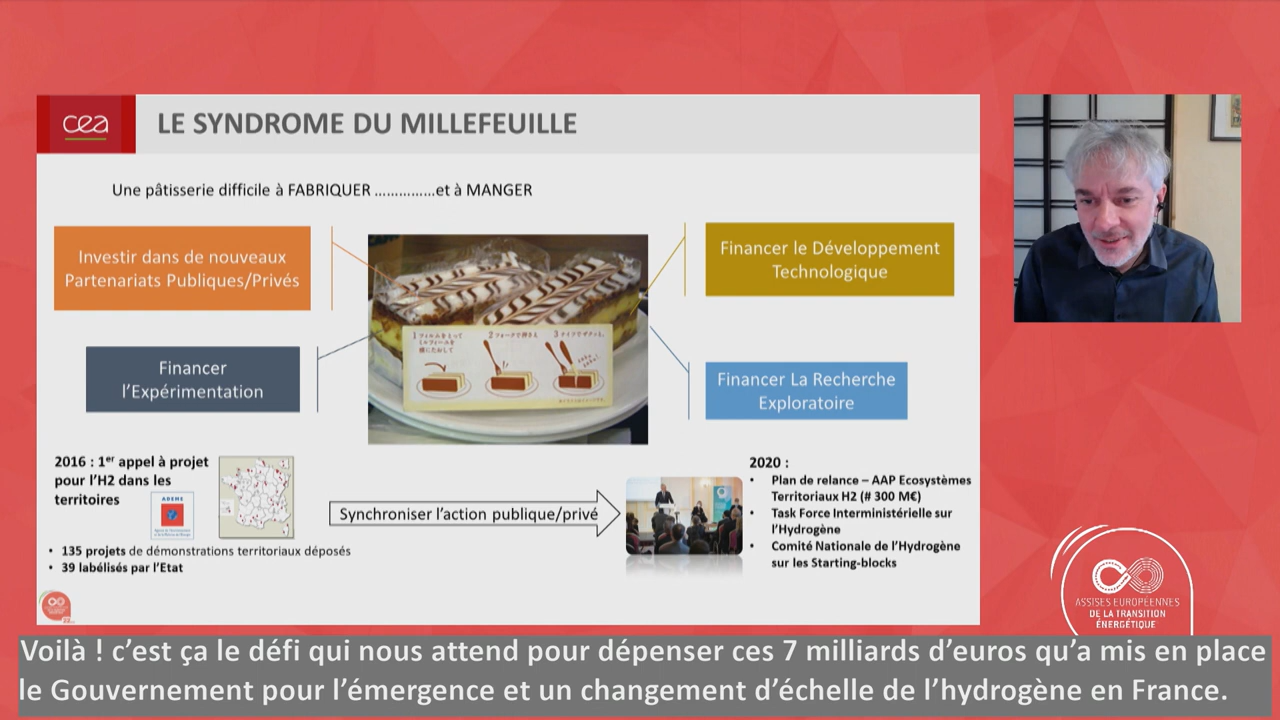 cea
LE SYNDROME DU MILLEFEUILLE
Une pâtisserie difficile à FABRIQUER ……………et à MANGER
Investir dans de nouveaux
Partenariats Publiques/Privés
Financer le Développement
Technologique
Financer
l'Expérimentation
Financer La Recherche
Exploratoire
1
2
3
2016 : 1er appel à projet
pour l'H2 dans les
territoires
ADEME
• 135 projets de démonstrations territoriaux déposés
• 39 labélisés par l'Etat
Synchroniser l'action publique/privé
2020 :
• Plan de relance – AAP Ecosystèmes
Territoriaux H2 (# 300 M€)
• Task Force Interministérielle sur
l'Hydrogène
• Comité Nationale de l'Hydrogène
sur les Starting-blocks
ASSISES EUROPÉENNES
DE LA TRANSITION
ÉNERGÉTIQUE
Voilà ! c'est ça le défi qui nous attend pour dépenser ces 7 milliards d'euros qu'a mis en place
le Gouvernement pour l'émergence et un changement d'échelle de l'hydrogène en France.